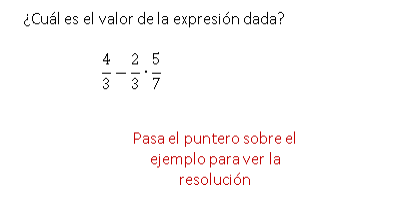 ¿Cuál es el valor de la expresión dada?
4/3 − 2/3 · 5/7
Pasa el puntero sobre el
ejemplo para ver la
resolución